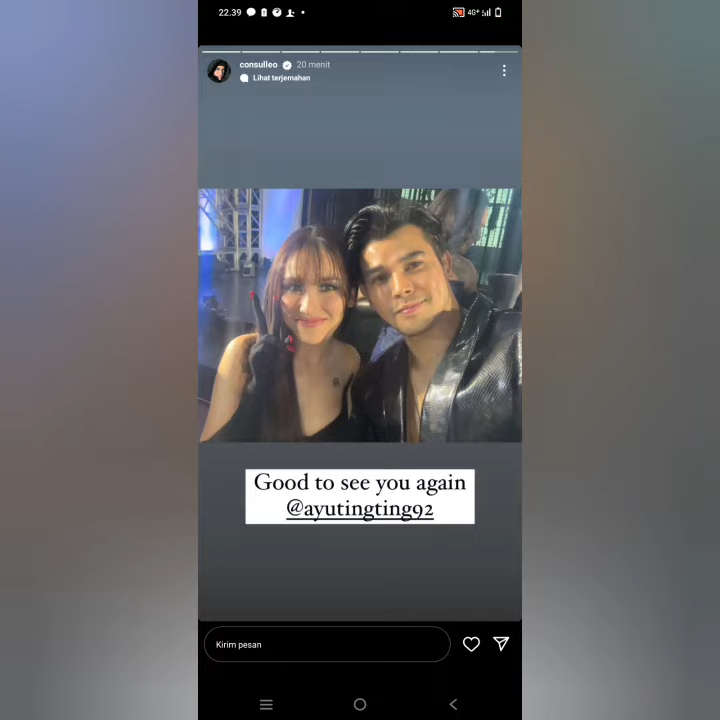 22.39
4G+
consulleo 20 menit
Lihat terjemahan
Good to see you again
@ayutingting92
Kirim pesan